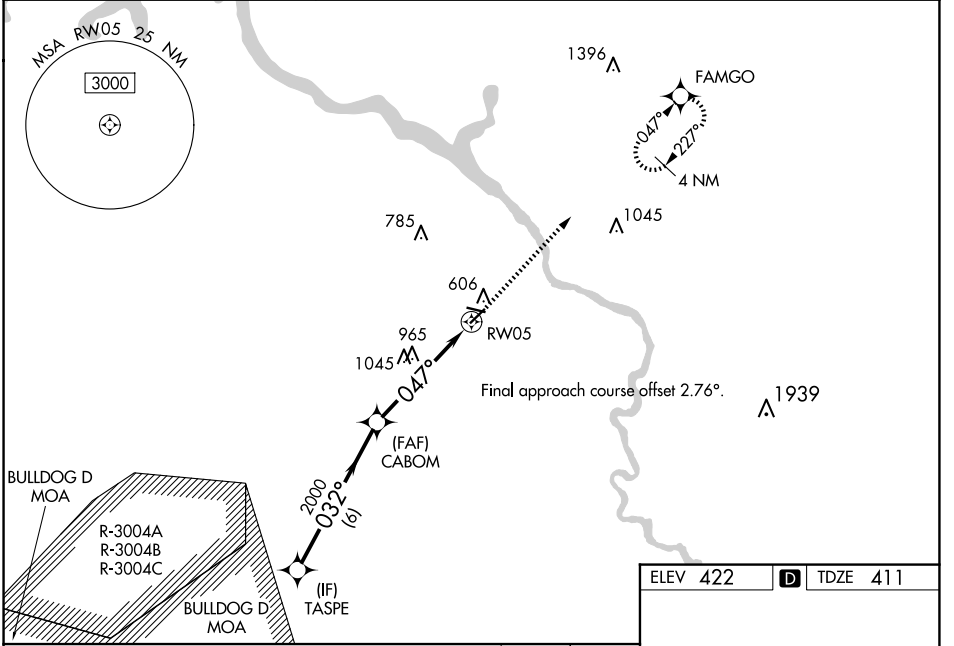 MSA RW05 25 NM
3000
1396
FAMGO
047°
227°
4 NM
785
1045
606
RW05
965
1045
047°
Final approach course offset 2.76°.
1939
(FAF)
CABOM
2000
032°
(6)
BULLDOG D
MOA
R-3004A
R-3004B
R-3004C
(IF)
TASPE
BULLDOG D
MOA
ELEV 422 D TDZE 411